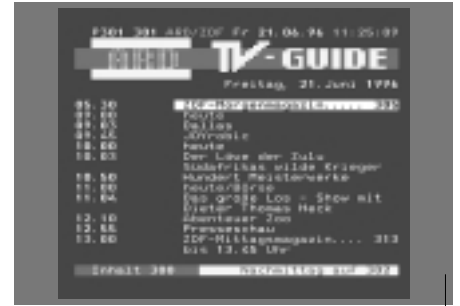 P301 301 ARD/ZDF Fr 21.06.96 11:25:07
ARD TV-GUIDE
Freitag, 21.Juni 1996
05.30 ZDF-Morgenmagazin..... 302
09.00 heute
09.03 Dallas
09.45
10.00 heute
10.03 Der Löwe der Zulu
Südafrikas wilde Krieger
10.50 Hundert Meisterwerke
11.00 heute/Börse
11.04 Das große Los - Show mit
Dieter Thomas Heck
12.10 Abenteuer Zoo
12.55 Presseschau
13.00 ZDF-Mittagsmagazin.... 313
bis 13.45 Uhr
Inhalt 300 Nachmittag auf 302